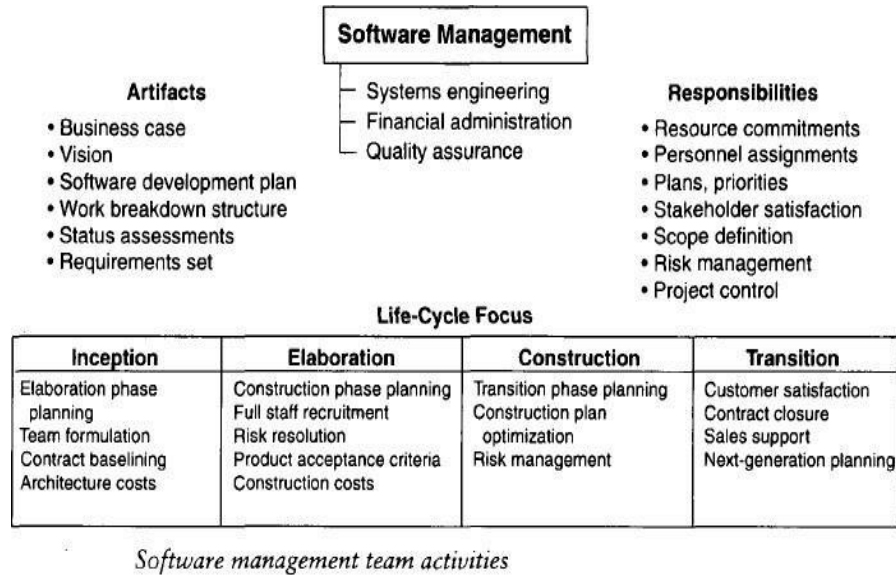 Software Management
Systems engineering
Financial administration
Quality assurance
Artifacts
• Business case
• Vision
• Software development plan
• Work breakdown structure
• Status assessments
• Requirements set
Responsibilities
• Resource commitments
• Personnel assignments
• Plans, priorities
• Stakeholder satisfaction
• Scope definition
• Risk management
• Project control
Life-Cycle Focus
Inception
Elaboration phase
planning
Team formulation
Contract baselining
Architecture costs
Elaboration
Construction phase planning
Full staff recruitment
Risk resolution
Product acceptance criteria
Construction costs
Construction
Transition phase planning
Construction plan
optimization
Risk management
Transition
Customer satisfaction
Contract closure
Sales support
Next-generation planning
Software management team activities